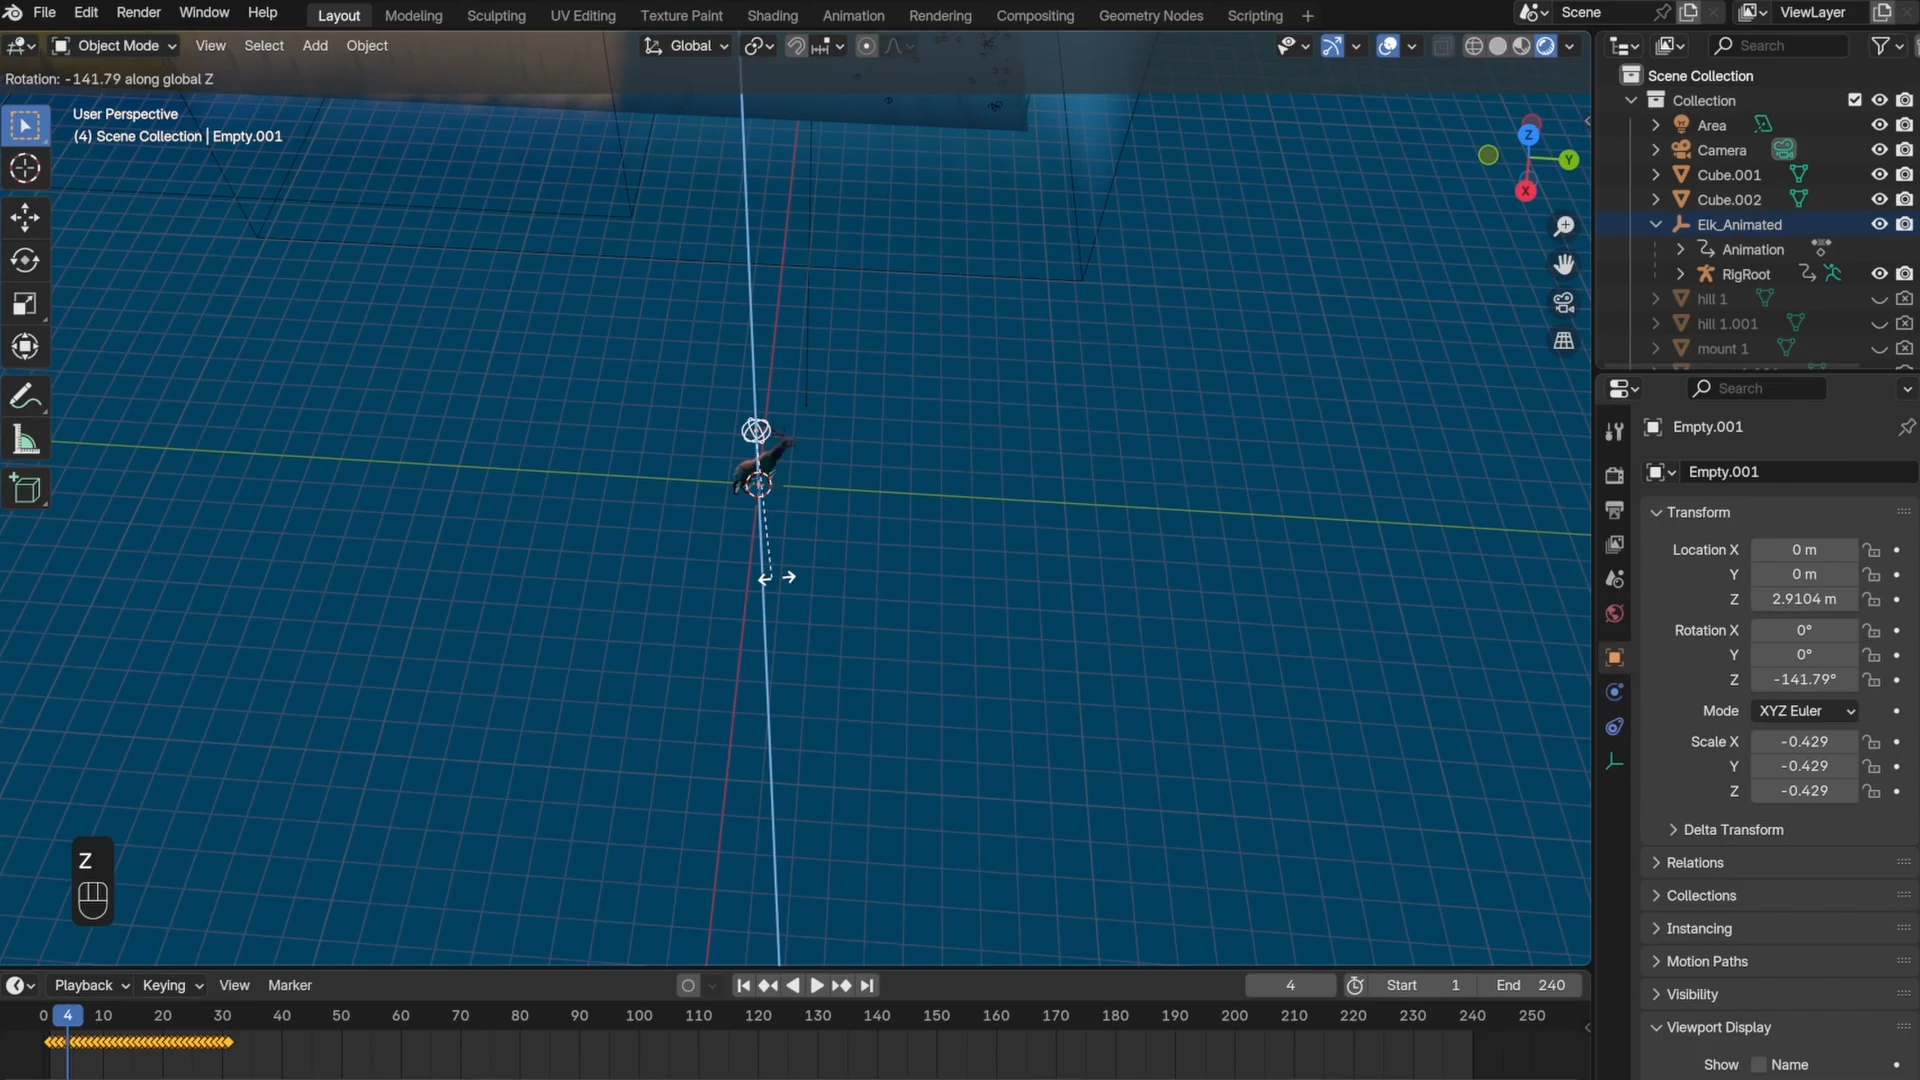 File Edit Render Window Help Layout Modeling Sculpting UV Editing Texture Paint Shading Animation Rendering Compositing Geometry Nodes Scripting + Scene ViewLayer
Object Mode View Select Add Object Global Search
Rotation: -141.79 along global Z
User Perspective
(4) Scene Collection | Empty.001
Z
Y
X
Scene Collection
Collection
Area
Camera
Cube.001
Cube.002
Elk_Animated
Animation
RigRoot
hill 1
hill 1.001
mount 1
Search
Empty.001
Empty.001
Transform
Location X 0 m
Y 0 m
Z 2.9104 m
Rotation X 0°
Y 0°
Z -141.79°
Mode XYZ Euler
Scale X -0.429
Y -0.429
Z -0.429
Delta Transform
Relations
Collections
Instancing
Motion Paths
Visibility
Viewport Display
Show Name
Z
Playback Keying View Marker 4 Start 1 End 240
0 4 10 20 30 40 50 60 70 80 90 100 110 120 130 140 150 160 170 180 190 200 210 220 230 240 250